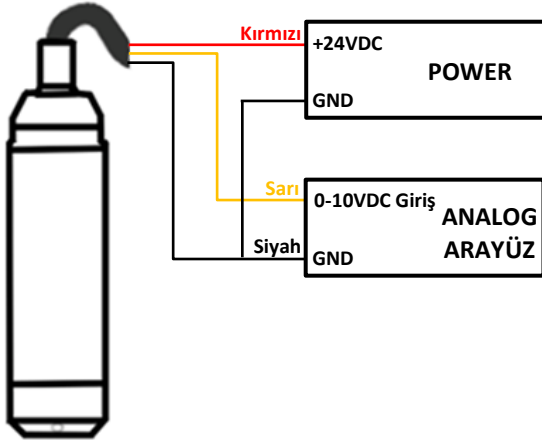 Kırmızı
+24VDC
POWER
GND
Sarı
0-10VDC Giriş
ANALOG
ARAYÜZ
Siyah
GND